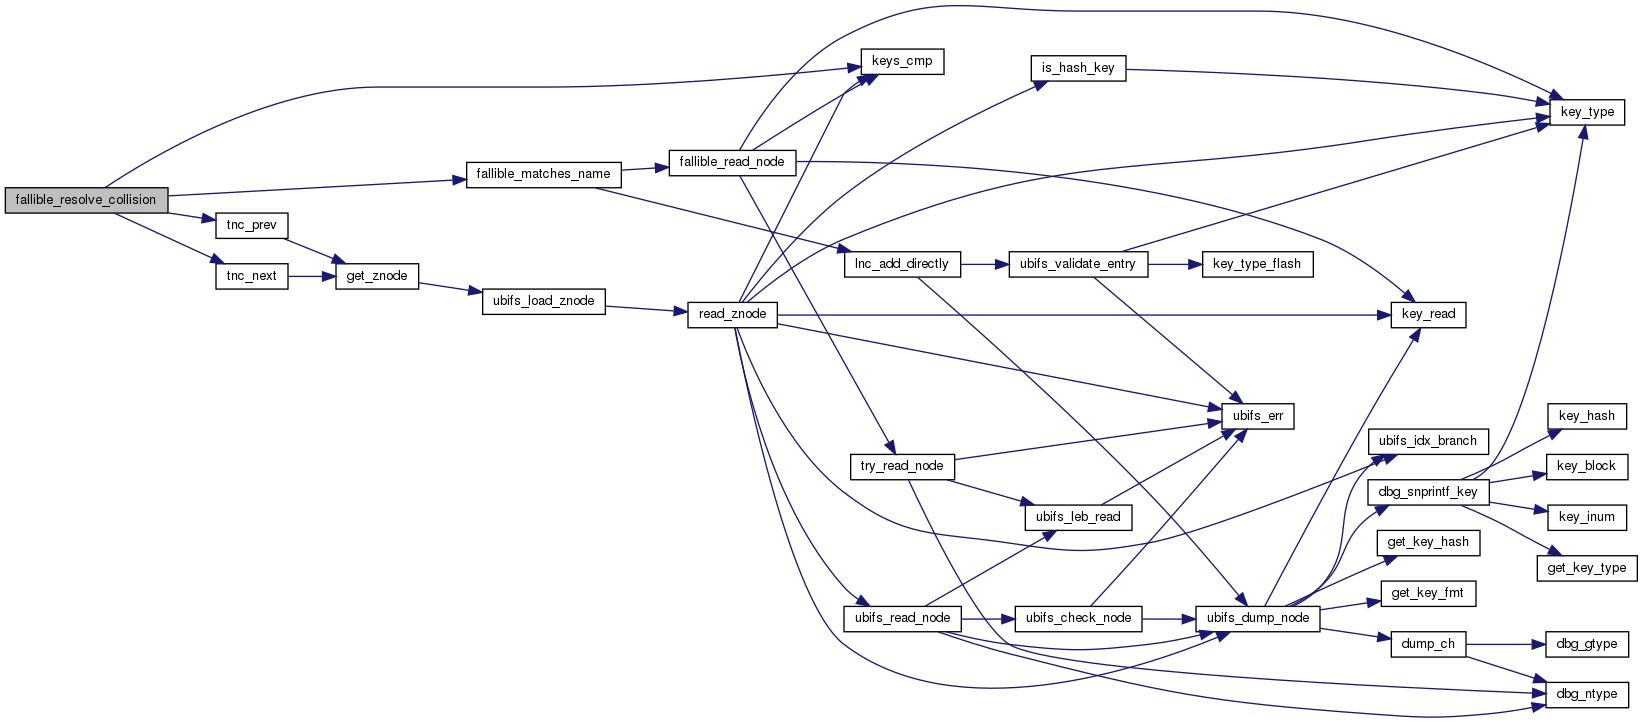 fallible_resolve_collision
tnc_prev
tnc_next
get_znode
fallible_matches_name
ubifs_load_znode
fallible_read_node
read_znode
keys_cmp
lnc_add_directly
try_read_node
ubifs_read_node
is_hash_key
ubifs_validate_entry
ubifs_leb_read
ubifs_check_node
key_type_flash
ubifs_err
ubifs_dump_node
key_read
ubifs_idx_branch
dbg_snprintf_key
get_key_hash
get_key_fmt
dump_ch
key_type
key_hash
key_block
key_inum
get_key_type
dbg_gtype
dbg_ntype